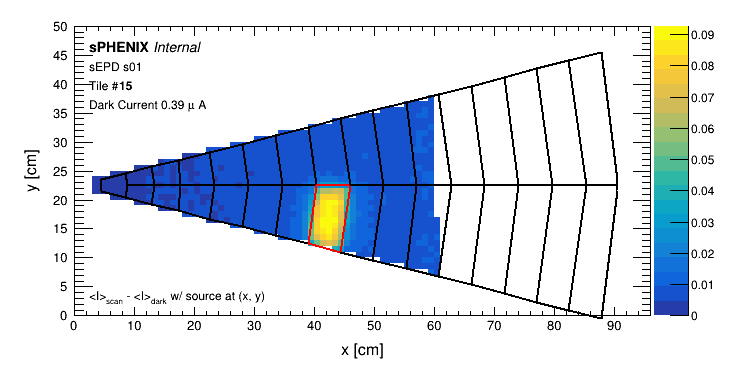 sPHENIX Internal
sEPD s01
Tile #15
Dark Current 0.39 μ A
<I>scan - <I>dark w/ source at (x, y)
y [cm]
50
45
40
35
30
25
20
15
10
5
0
0 10 20 30 40 50 60 70 80 90
x [cm]
0.09
0.08
0.07
0.06
0.05
0.04
0.03
0.02
0.01
0